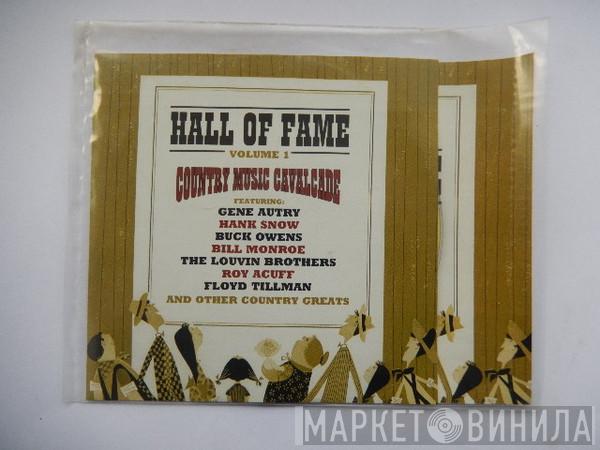 HALL OF FAME
VOLUME 1
COUNTRY MUSIC CAVALCADE
FEATURING:
GENE AUTRY
HANK SNOW
BUCK OWENS
BILL MONROE
THE LOUVIN BROTHERS
ROY ACUFF
FLOYD TILLMAN
AND OTHER COUNTRY GREATS
МАРКЕТ ВИНИЛА